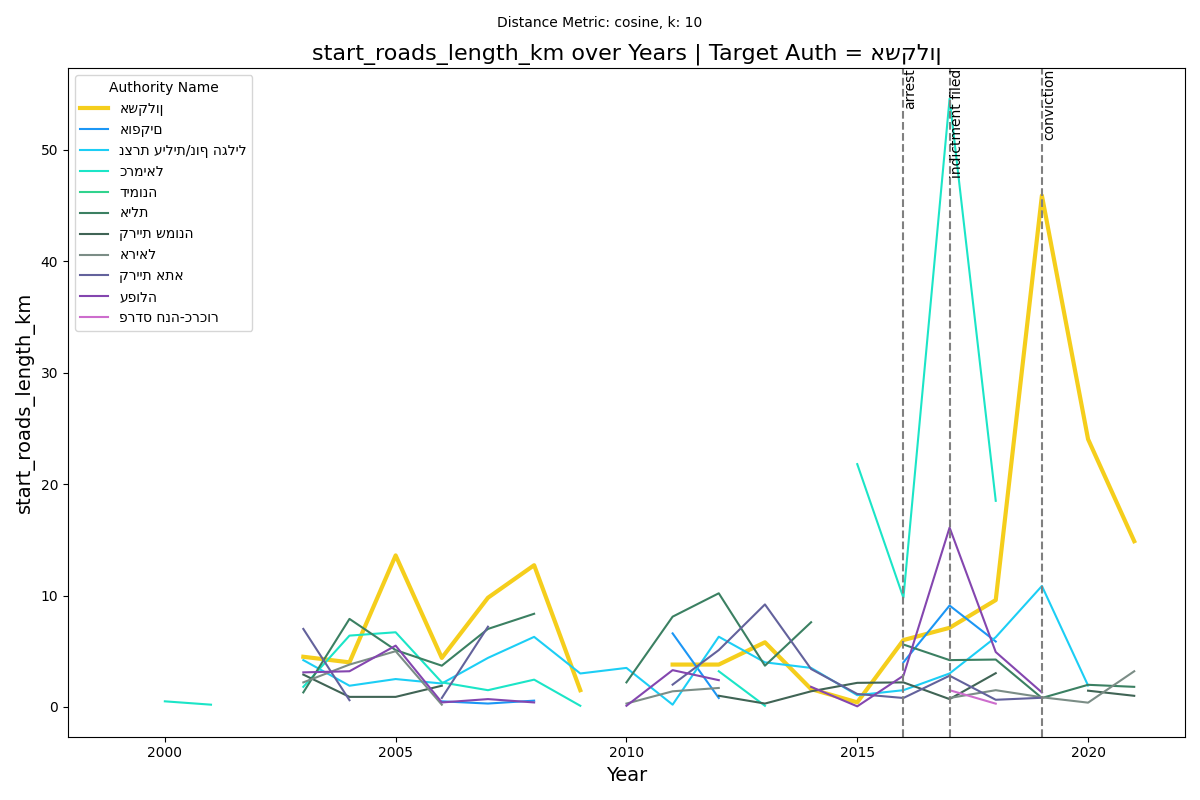 Distance Metric: cosine, k: 10
start_roads_length_km over Years | Target Auth = אשקלון
Authority Name
אשקלון
אופקים
נצרת עילית/נוף הגליל
כרמיאל
דימונה
אילת
קריית שמונה
אריאל
קריית אתא
עפולה
פרדס חנה-כרכור
arrest
indictment filed
conviction
start_roads_length_km
50
40
30
20
10
0
2000
2005
2010
2015
2020
Year